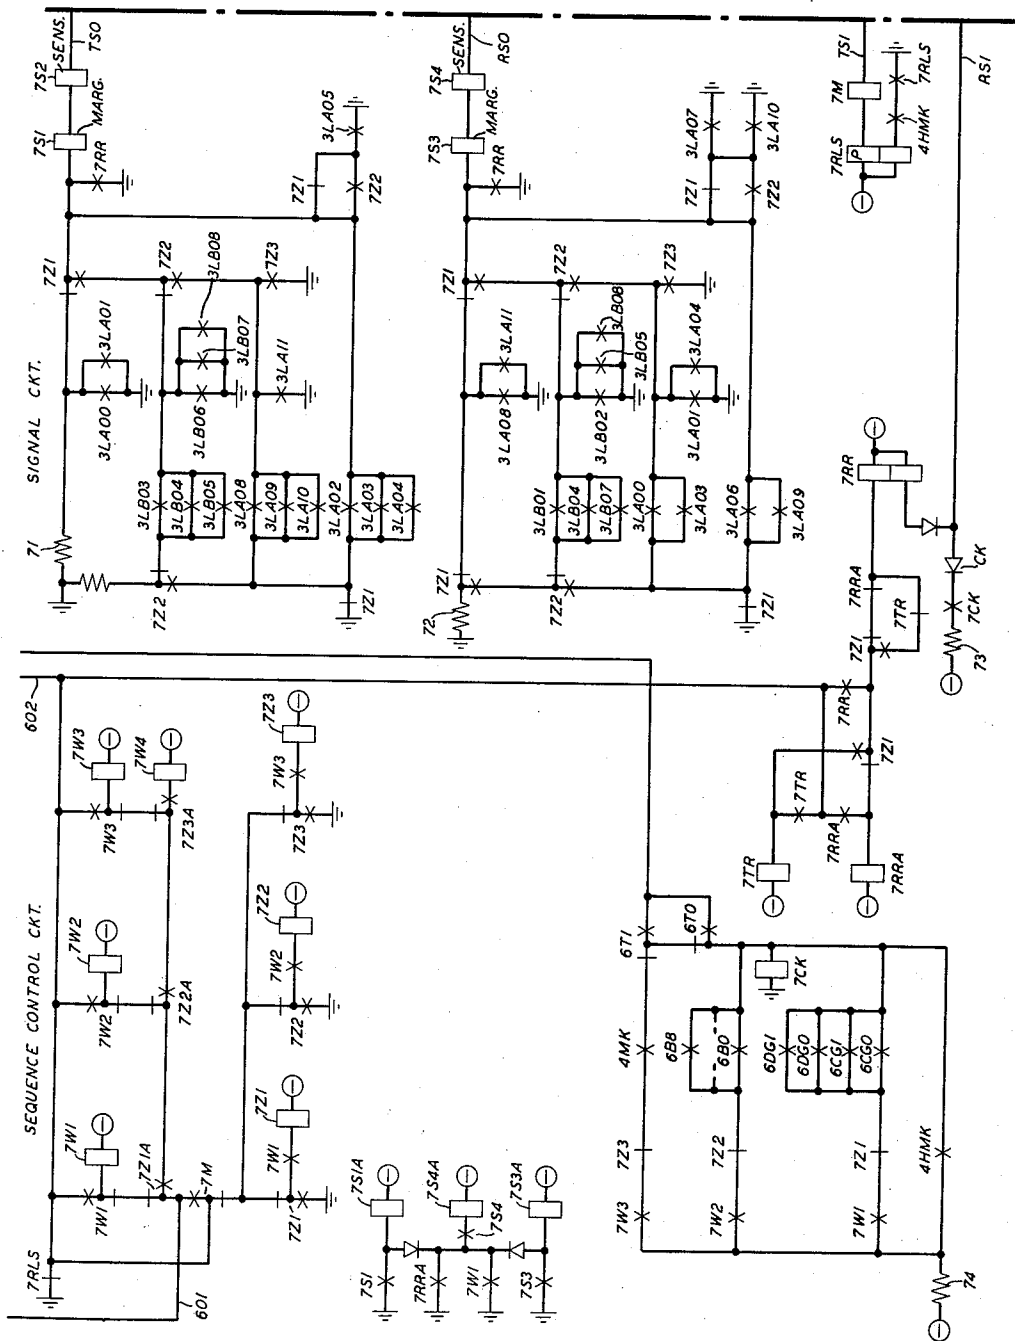 SIGNAL CKT.
71
7Z1
7S1
MARG.
7S2
SENS.
TSO
7RR
3LA00
3LA01
7Z2
3LB08
3LB07
3LB06
7Z3
3LA11
3LB03
3LB04
3LB05
3LA08
3LA09
3LA10
3LA02
3LA03
3LA04
7Z2
7Z1
7Z1
7Z2
3LA05
72
7Z1
7Z1
7S3
MARG.
7S4
SENS.
RSO
7RR
3LA08
3LA11
7Z2
3LB08
3LB05
3LB02
7Z3
3LA04
3LA01
3LB01
3LB04
3LB07
3LA00
3LA03
3LA06
3LA09
7Z2
7Z1
7Z1
7Z2
3LA07
3LA10
TS1
7M
7RLS
P
7RLS
4HMK
RS1
7RR
7RRA
7TR
7Z1
CK
7CK
73
SEQUENCE CONTROL CKT.
602
7W3
7W4
7W3
7Z3A
7W2
7W2
7Z2A
7W1
7W1
7Z1A
7M
7RLS
601
7Z3
7W3
7Z3
7Z2
7W2
7Z2
7Z1
7W1
7Z1
7S1A
7S4A
7S3A
7S4
7S1
7RRA
7W1
7S3
7RR
7Z1
7TR
7RRA
7TR
7RRA
6T1
6T0
7CK
4MK
6B8
6B0
6DG1
6DG0
6CG1
6CG0
7Z3
7Z2
7Z1
4HMK
7W3
7W2
7W1
74